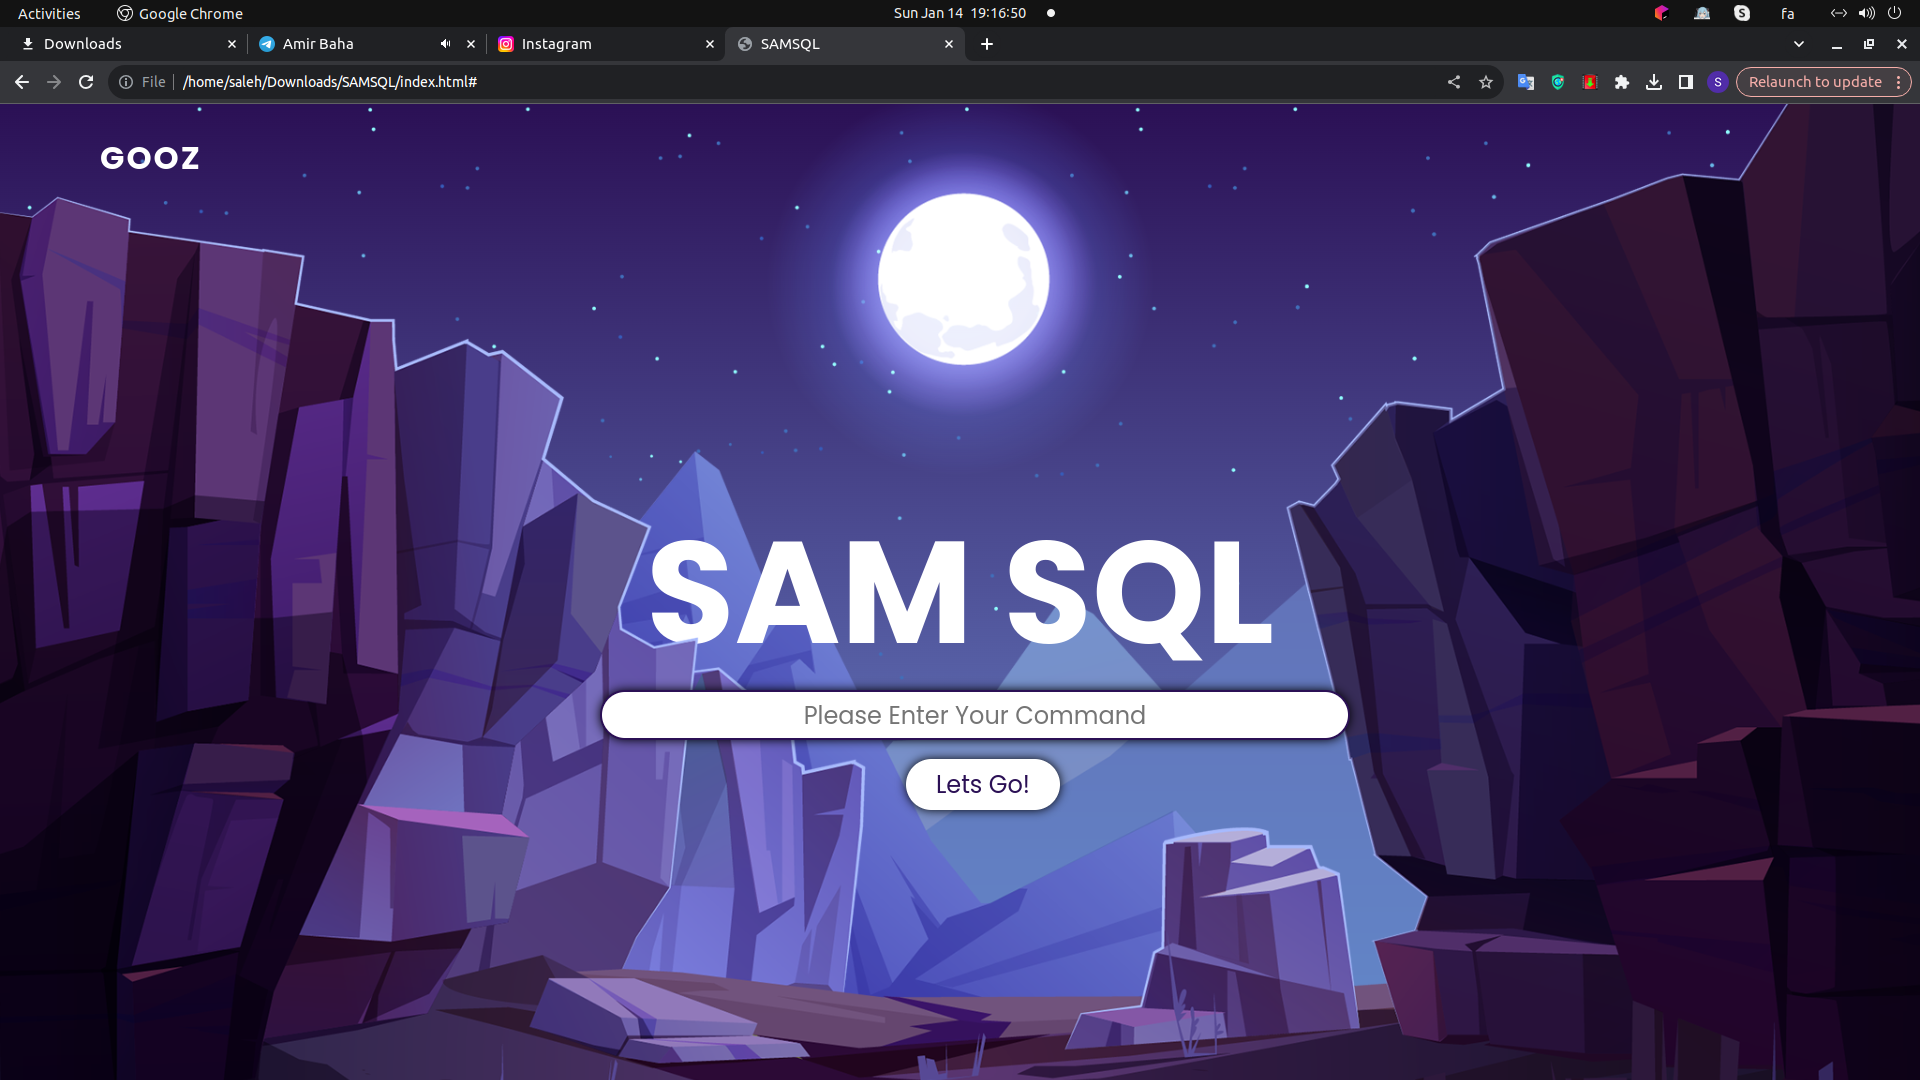 Activities Google Chrome Sun Jan 14 19:16:50 fa
Downloads Amir Baha Instagram SAMSQL
File /home/saleh/Downloads/SAMSQL/index.html# S Relaunch to update
GOOZ
SAM SQL
Please Enter Your Command
Lets Go!